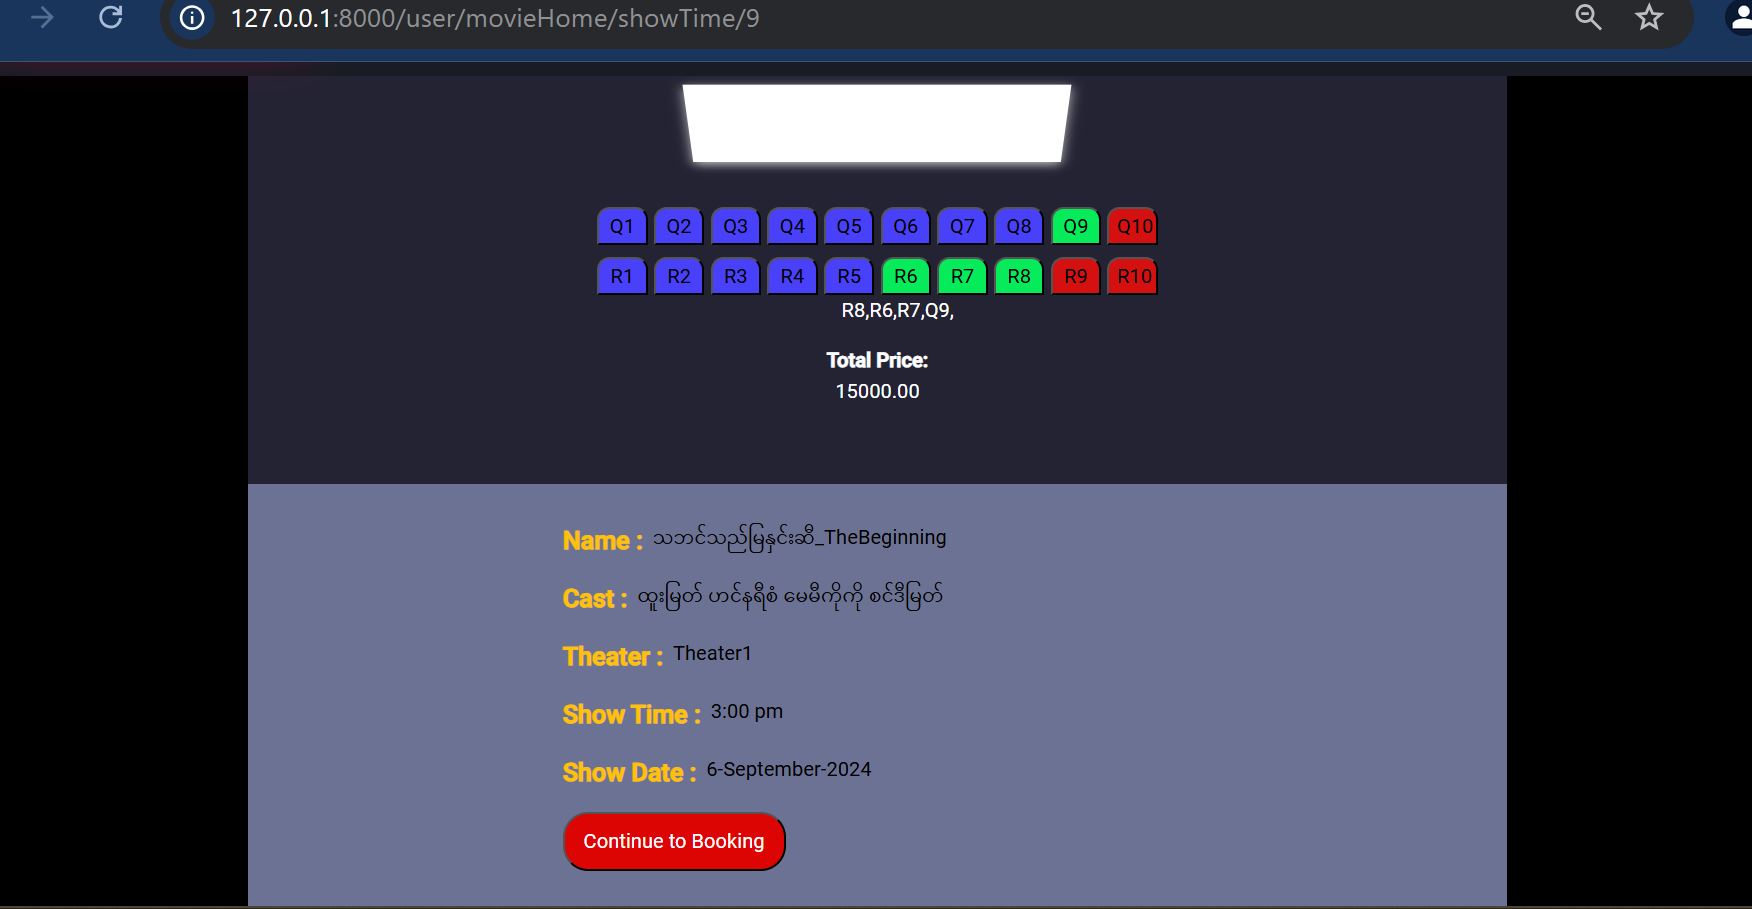 127.0.0.1:8000/user/movieHome/showTime/9
Q1 Q2 Q3 Q4 Q5 Q6 Q7 Q8 Q9 Q10
R1 R2 R3 R4 R5 R6 R7 R8 R9 R10
R8,R6,R7,Q9,
Total Price:
15000.00
Name : သဘင်သည်မြနှင်းဆီ_TheBeginning
Cast : ထူးမြတ် ဟင်နရီစံ မေမီကိုကို စင်ဒီမြတ်
Theater : Theater1
Show Time : 3:00 pm
Show Date : 6-September-2024
Continue to Booking